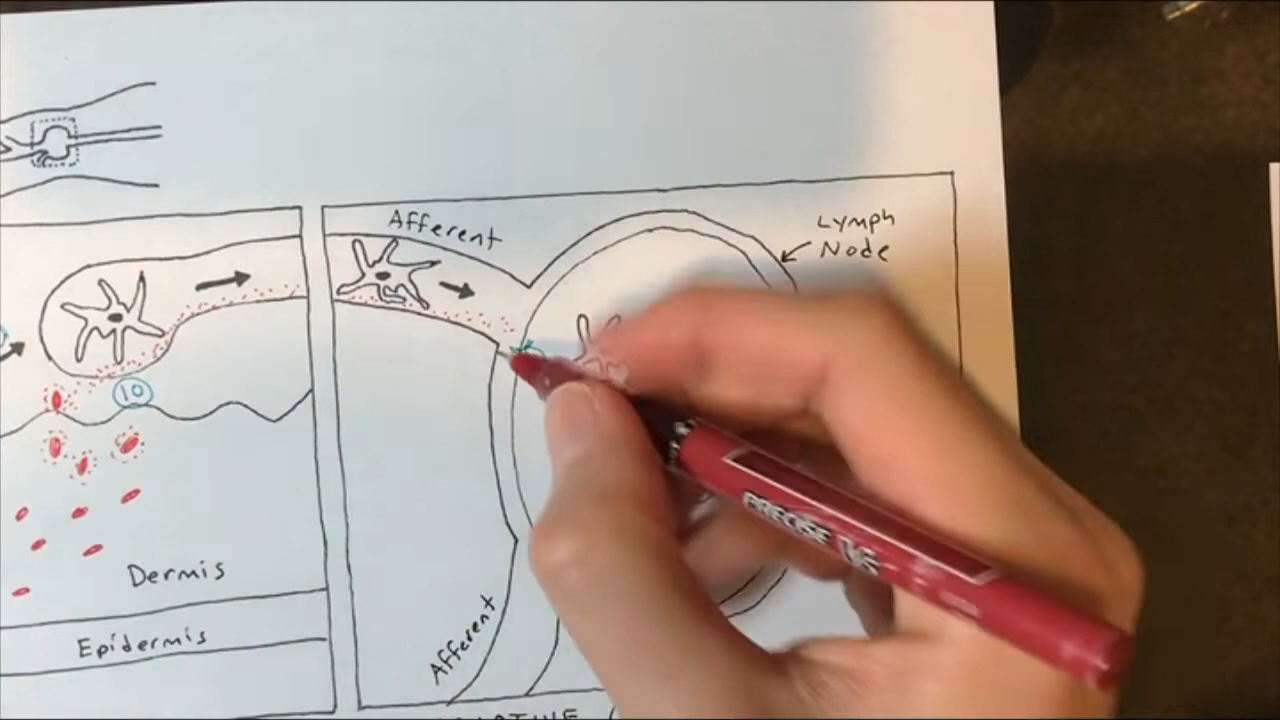 Afferent
Lymph
Node
10
Dermis
Epidermis
Afferent
PRECISE V5